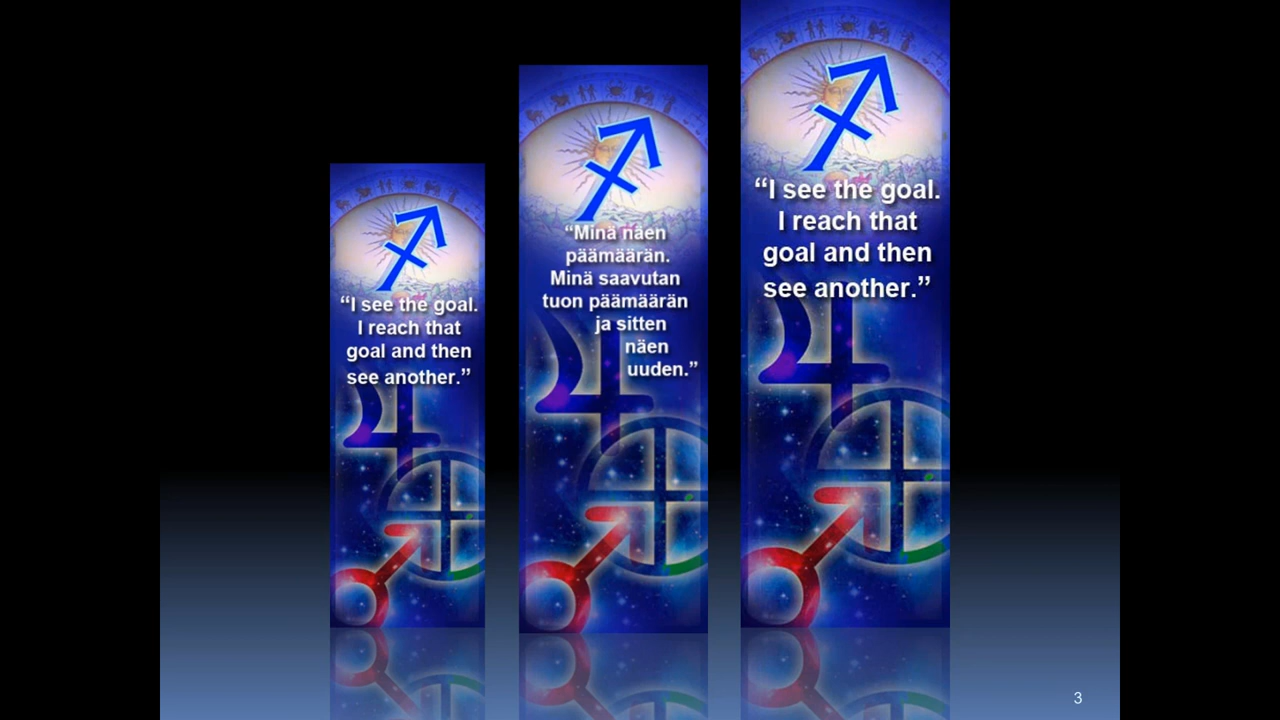 “I see the goal.
I reach that
goal and then
see another.”
“Minä näen
päämäärän.
Minä saavutan
tuon päämäärän
ja sitten
näen
uuden.”
“I see the goal.
I reach that
goal and then
see another.”
3